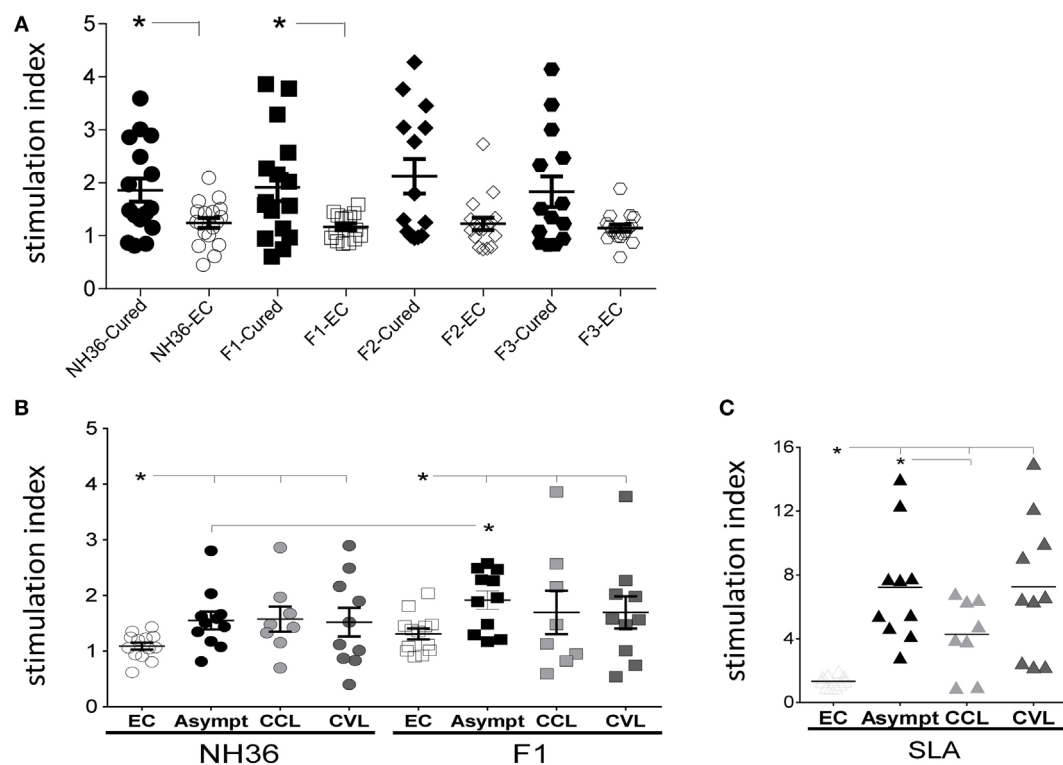 A
stimulation index
5
4
3
2
1
0
* *
NH36-Cured
NH36-EC
F1-Cured
F1-EC
F2-Cured
F2-EC
F3-Cured
F3-EC
B
stimulation index
5
4
3
2
1
0
* *
*
EC Asympt CCL CVL EC Asympt CCL CVL
NH36 F1
C
stimulation index
16
12
8
4
0
*
*
EC Asympt CCL CVL
SLA